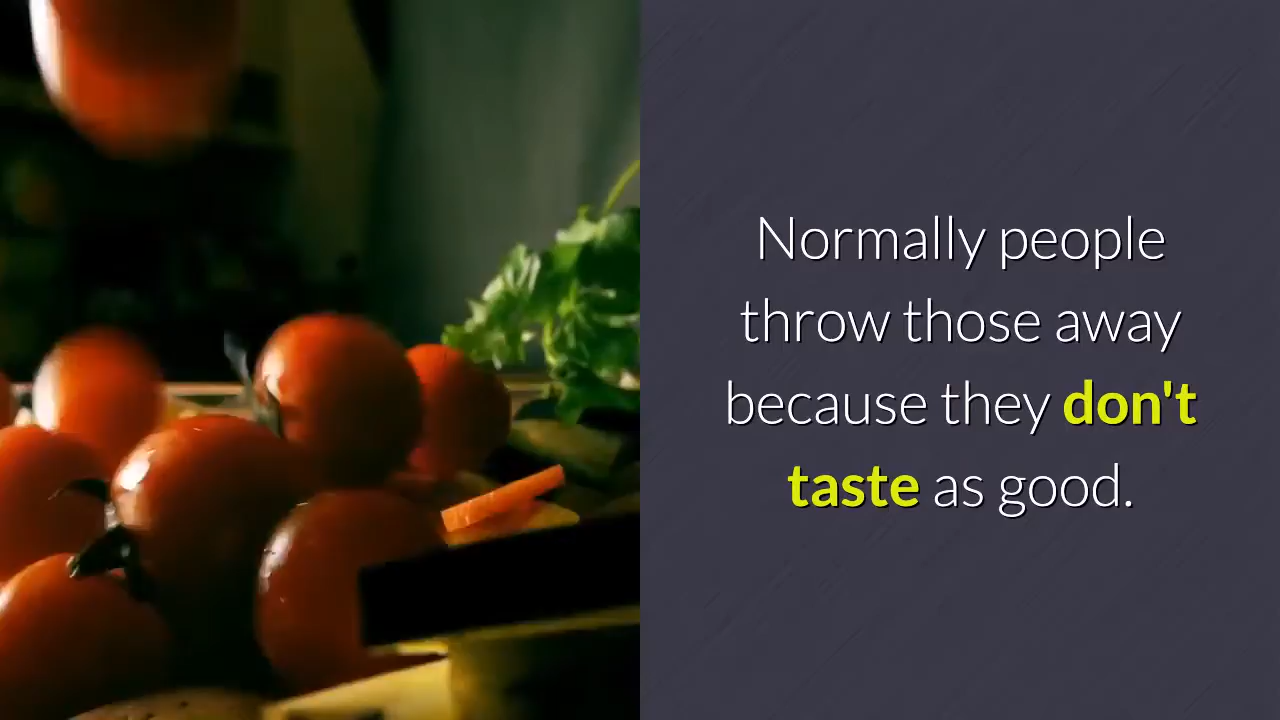 Normally people
throw those away
because they don't
taste as good.